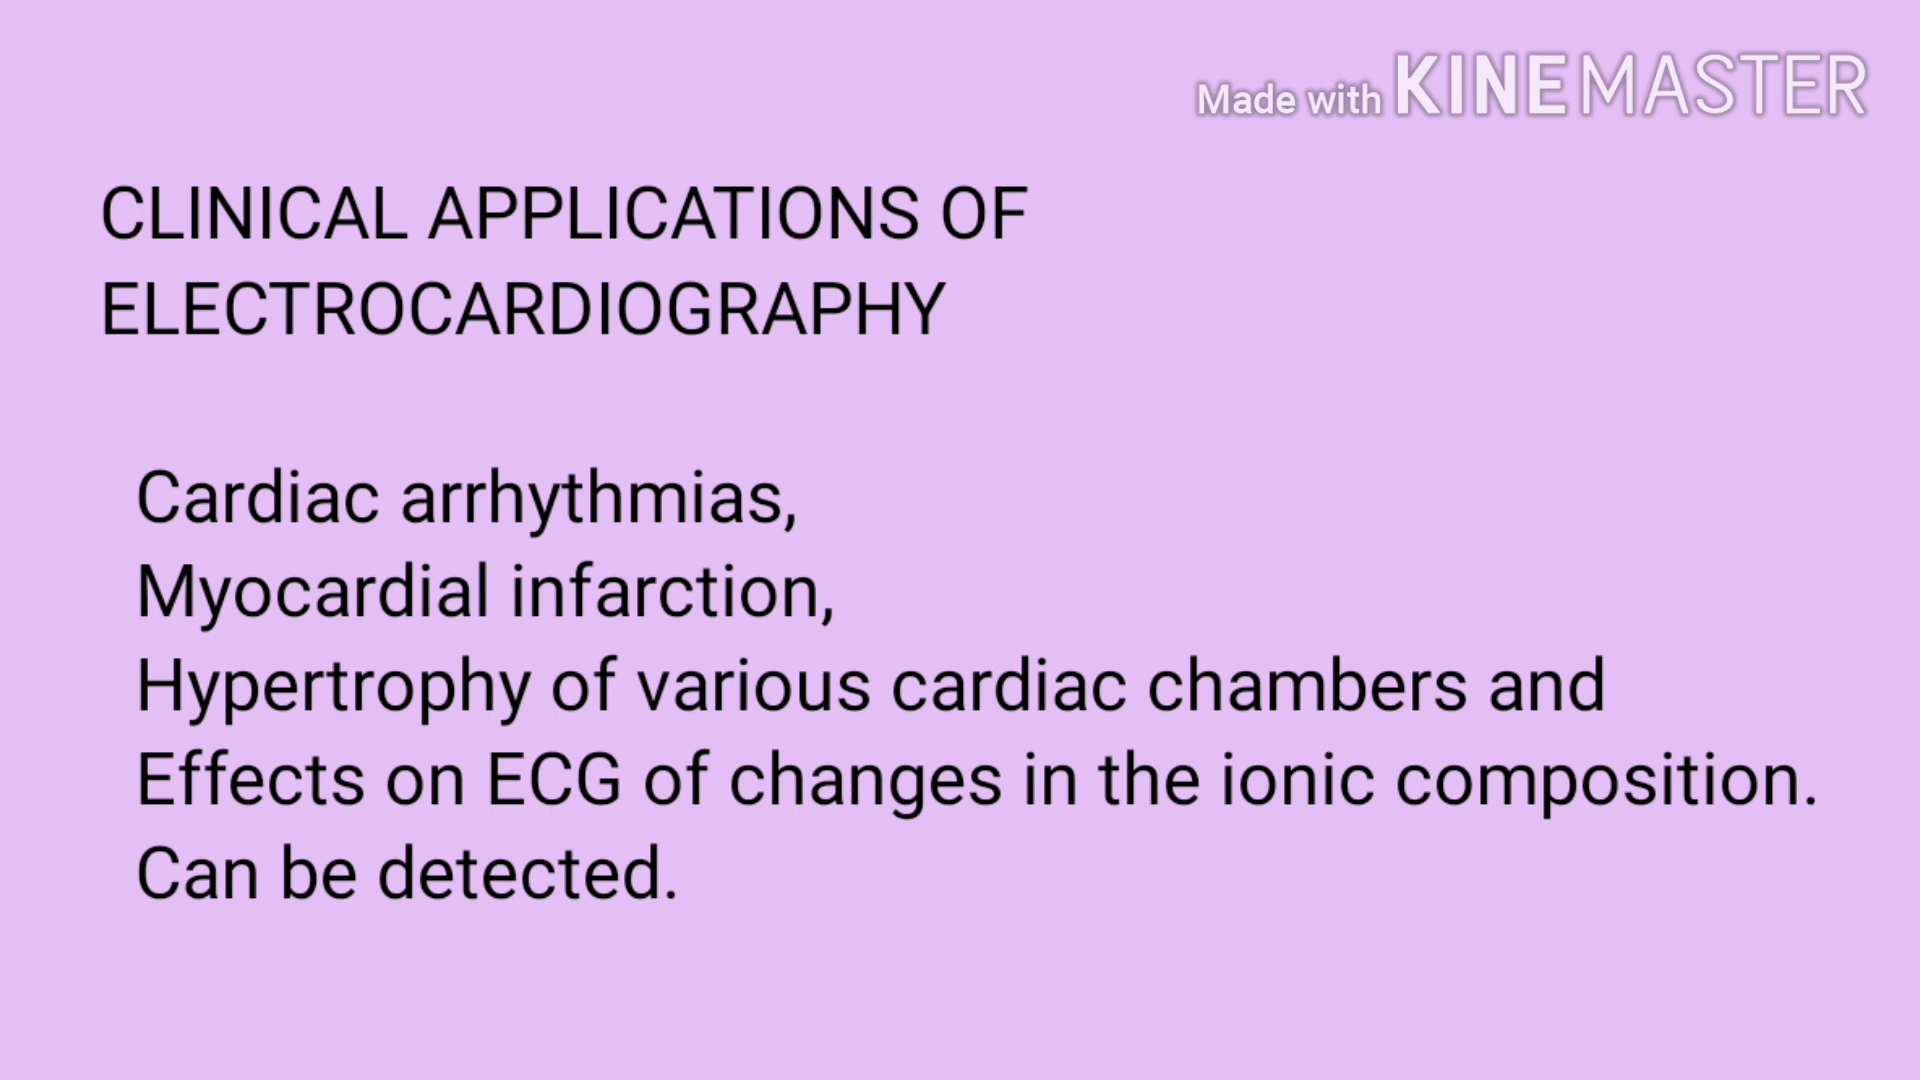 Made with KINEMASTER
CLINICAL APPLICATIONS OF
ELECTROCARDIOGRAPHY
Cardiac arrhythmias,
Myocardial infarction,
Hypertrophy of various cardiac chambers and
Effects on ECG of changes in the ionic composition.
Can be detected.